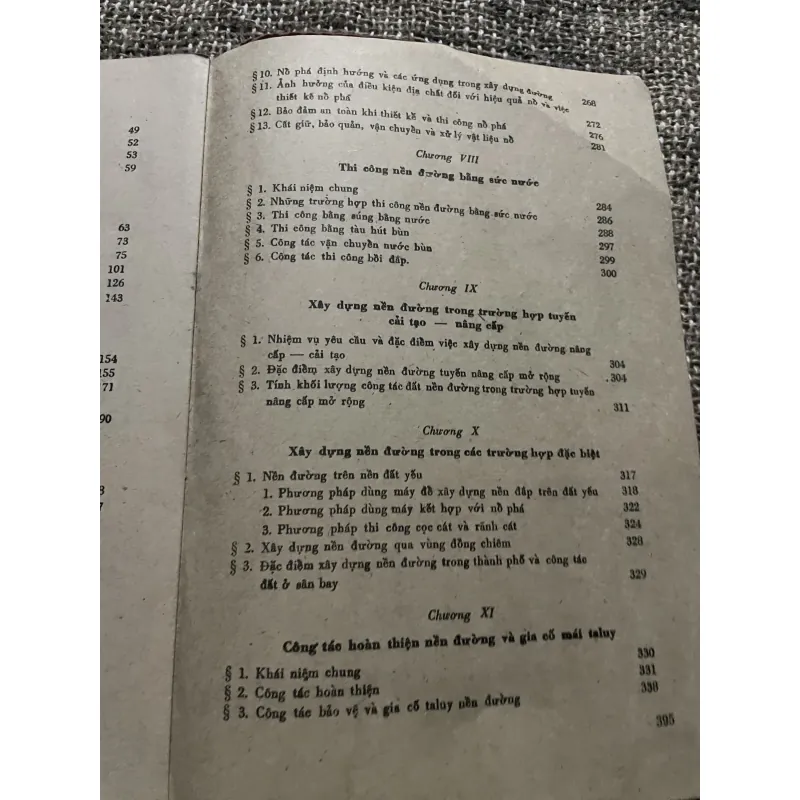 49
52
53
59
63
73
75
101
126
143
154
155
71
90
§ 10. Nồ phá định hướng và các ứng dụng trong xây dựng đường 268
§ 11. Ảnh hưởng của điều kiện địa chất đối với hiệu quả nồ và việc
thiết kế nồ phá 272
§ 12. Bảo đảm an toàn khi thiết kế và thi công nồ phá 276
§ 13. Cất giữ, bảo quản, vận chuyền và xử lý vật liệu nồ 281
Chương VIII
Thi công nền đường bằng sức nước
§ 1. Khái niệm chung 284
§ 2. Những trường hợp thi công nền đường bằng sức nước 286
§ 3. Thi công bằng súng bắng nước 288
§ 4. Thi công bằng tàu hút bùn 297
§ 5. Công tác vận chuyền nước bùn 299
§ 6. Công tác thi công bồi đắp. 300
Chương IX
Xây dựng nền đường trong trường hợp tuyến
cải tạo — nâng cấp
§ 1. Nhiệm vụ yêu cầu và đặc điềm việc xây dựng nền đường nâng
cấp — cải tạo 304
§ 2. Đặc điềm xây dựng nền đường tuyến nâng cấp mở rộng 304
§ 3. Tính khối lượng công tác đất nền đường trong trường hợp tuyến
nâng cấp mở rộng 311
Chương X
Xây dựng nền đường trong các trường hợp đặc biệt
§ 1. Nền đường trên nền đất yếu 317
1. Phương pháp dùng máy đề xây dựng nền đắp trên đất yếu 318
2. Phương pháp dùng máy kết hợp với nồ phá 322
3. Phương pháp thi công cọc cát và rãnh cát 324
§ 2. Xây dựng nền đường qua vùng đồng chiêm 328
§ 3. Đặc điềm xây dựng nền đường trong thành phố và công tác
đất ở sân bay 329
Chương XI
Công tác hoàn thiện nền đường và gia cố mái taluy
§ 1. Khái niệm chung 330
§ 2. Công tác hoàn thiện 331
§ 3. Công tác bảo vệ và gia cố taluy nền đường 338
395